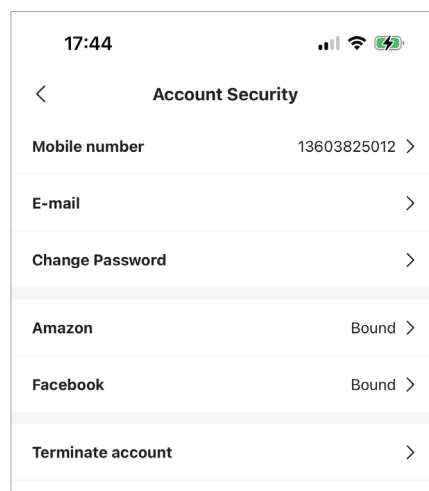 17:44
Account Security
Mobile number 13603825012
E-mail
Change Password
Amazon Bound
Facebook Bound
Terminate account